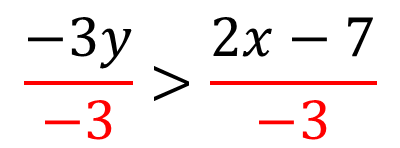 −3y / −3 > 2x − 7 / −3